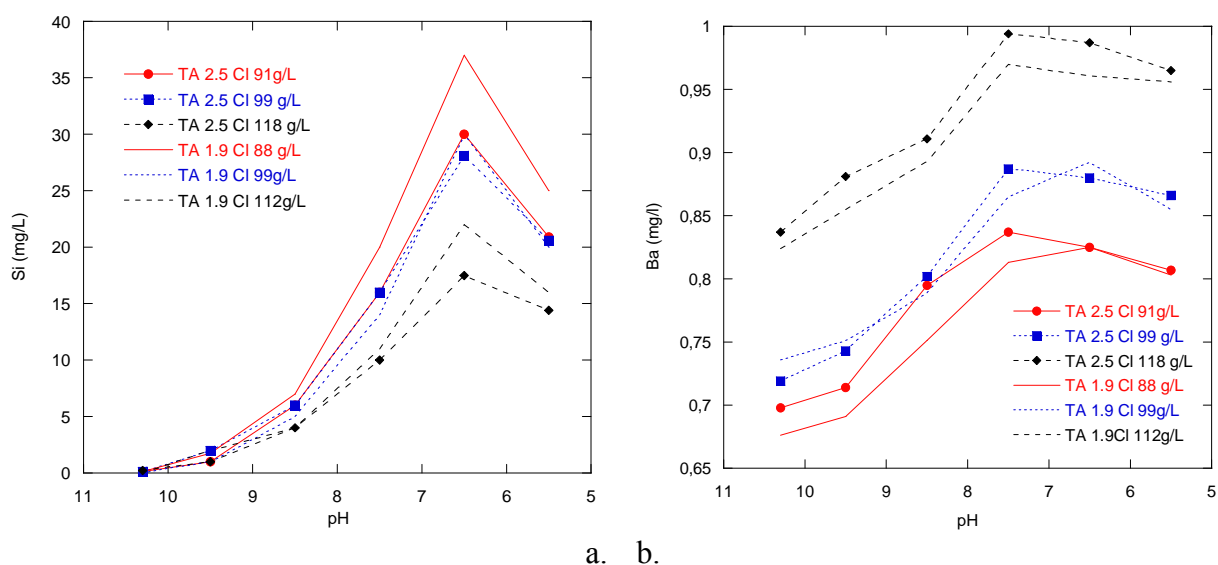 40
35
30
25
20
15
10
5
0
Si (mg/L)
TA 2.5 Cl 91g/L
TA 2.5 Cl 99 g/L
TA 2.5 Cl 118 g/L
TA 1.9 Cl 88 g/L
TA 1.9 Cl 99g/L
TA 1.9 Cl 112g/L
11 10 9 8 7 6 5
pH
1
0,95
0,9
0,85
0,8
0,75
0,7
0,65
Ba (mg/l)
TA 2.5 Cl 91g/L
TA 2.5 Cl 99 g/L
TA 2.5 Cl 118 g/L
TA 1.9 Cl 88 g/L
TA 1.9 Cl 99g/L
TA 1.9Cl 112g/L
11 10 9 8 7 6 5
pH
a. b.